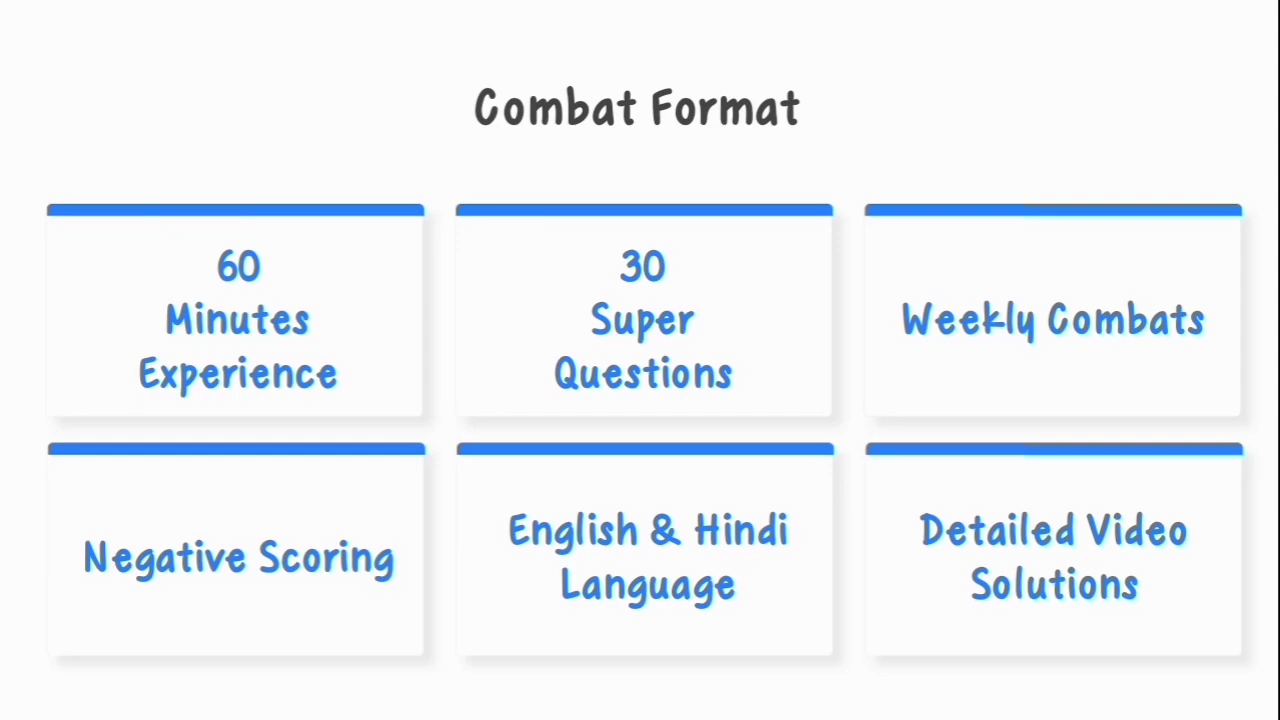 Combat Format
60
Minutes
Experience
30
Super
Questions
Weekly Combats
Negative Scoring
English & Hindi
Language
Detailed Video
Solutions